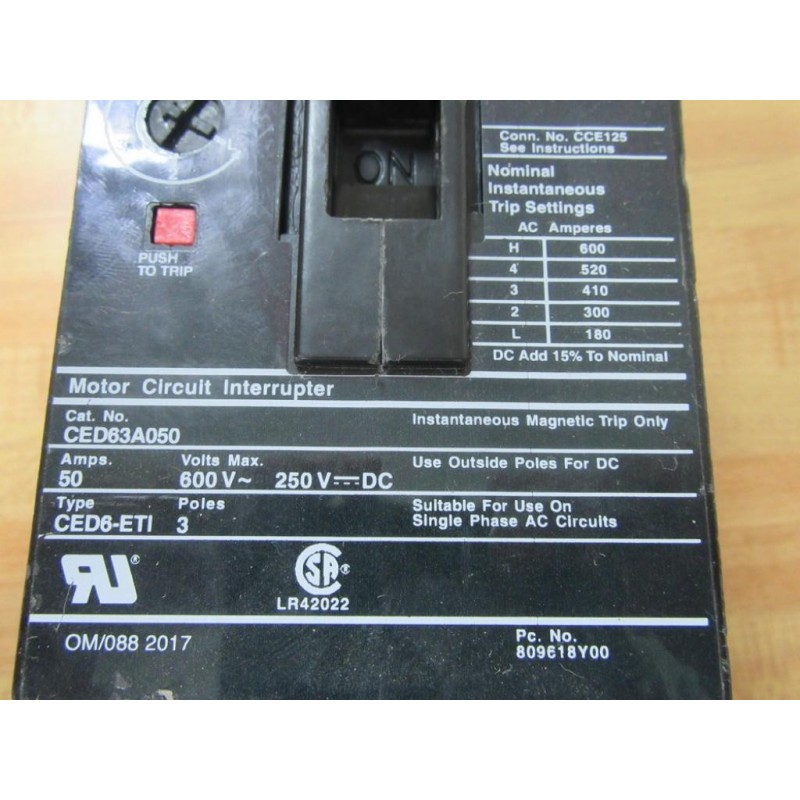 L
2
PUSH
TO TRIP
ON
Conn. No. CCE125
See Instructions
Nominal
Instantaneous
Trip Settings
AC Amperes
H 600
4 520
3 410
2 300
L 180
DC Add 15% To Nominal
Motor Circuit Interrupter
Cat. No.
CED63A050
Instantaneous Magnetic Trip Only
Amps. Volts Max.
50 600 V~ 250 V⎓DC
Use Outside Poles For DC
Type Poles
CED6-ETI 3
Suitable For Use On
Single Phase AC Circuits
RU®
SA®
LR42022
OM/088 2017
Pc. No.
809618Y00